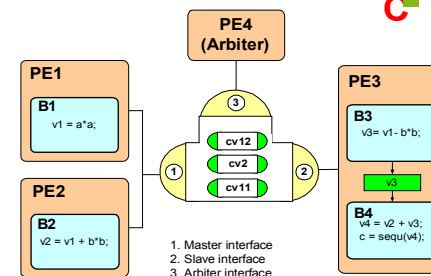 C
PE4
(Arbiter)
PE1
B1
v1 = a*a;
PE2
B2
v2 = v1 + b*b;
3
cv12
cv2
cv11
1
2
PE3
B3
v3= v1- b*b;
v3
B4
v4 = v2 + v3;
c = sequ(v4);
1. Master interface
2. Slave interface
3. Arbiter interface